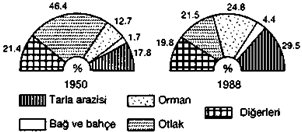 46.4
12.7
1.7
17.8
21.4
%
1950
21.5
24.8
4.4
29.5
19.8
%
1988
Tarla arazisi
Orman
Diğerleri
Bağ ve bahçe
Otlak